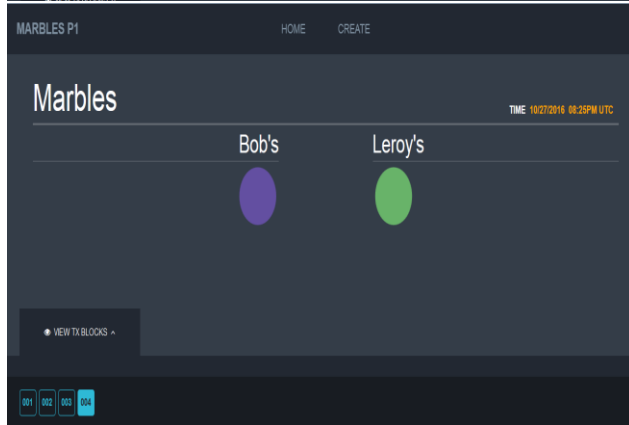 MARBLES P1 HOME CREATE
Marbles
TIME 10/27/2016 08:25PM UTC
Bob's Leroy's
VIEW TX BLOCKS
001 002 003 004